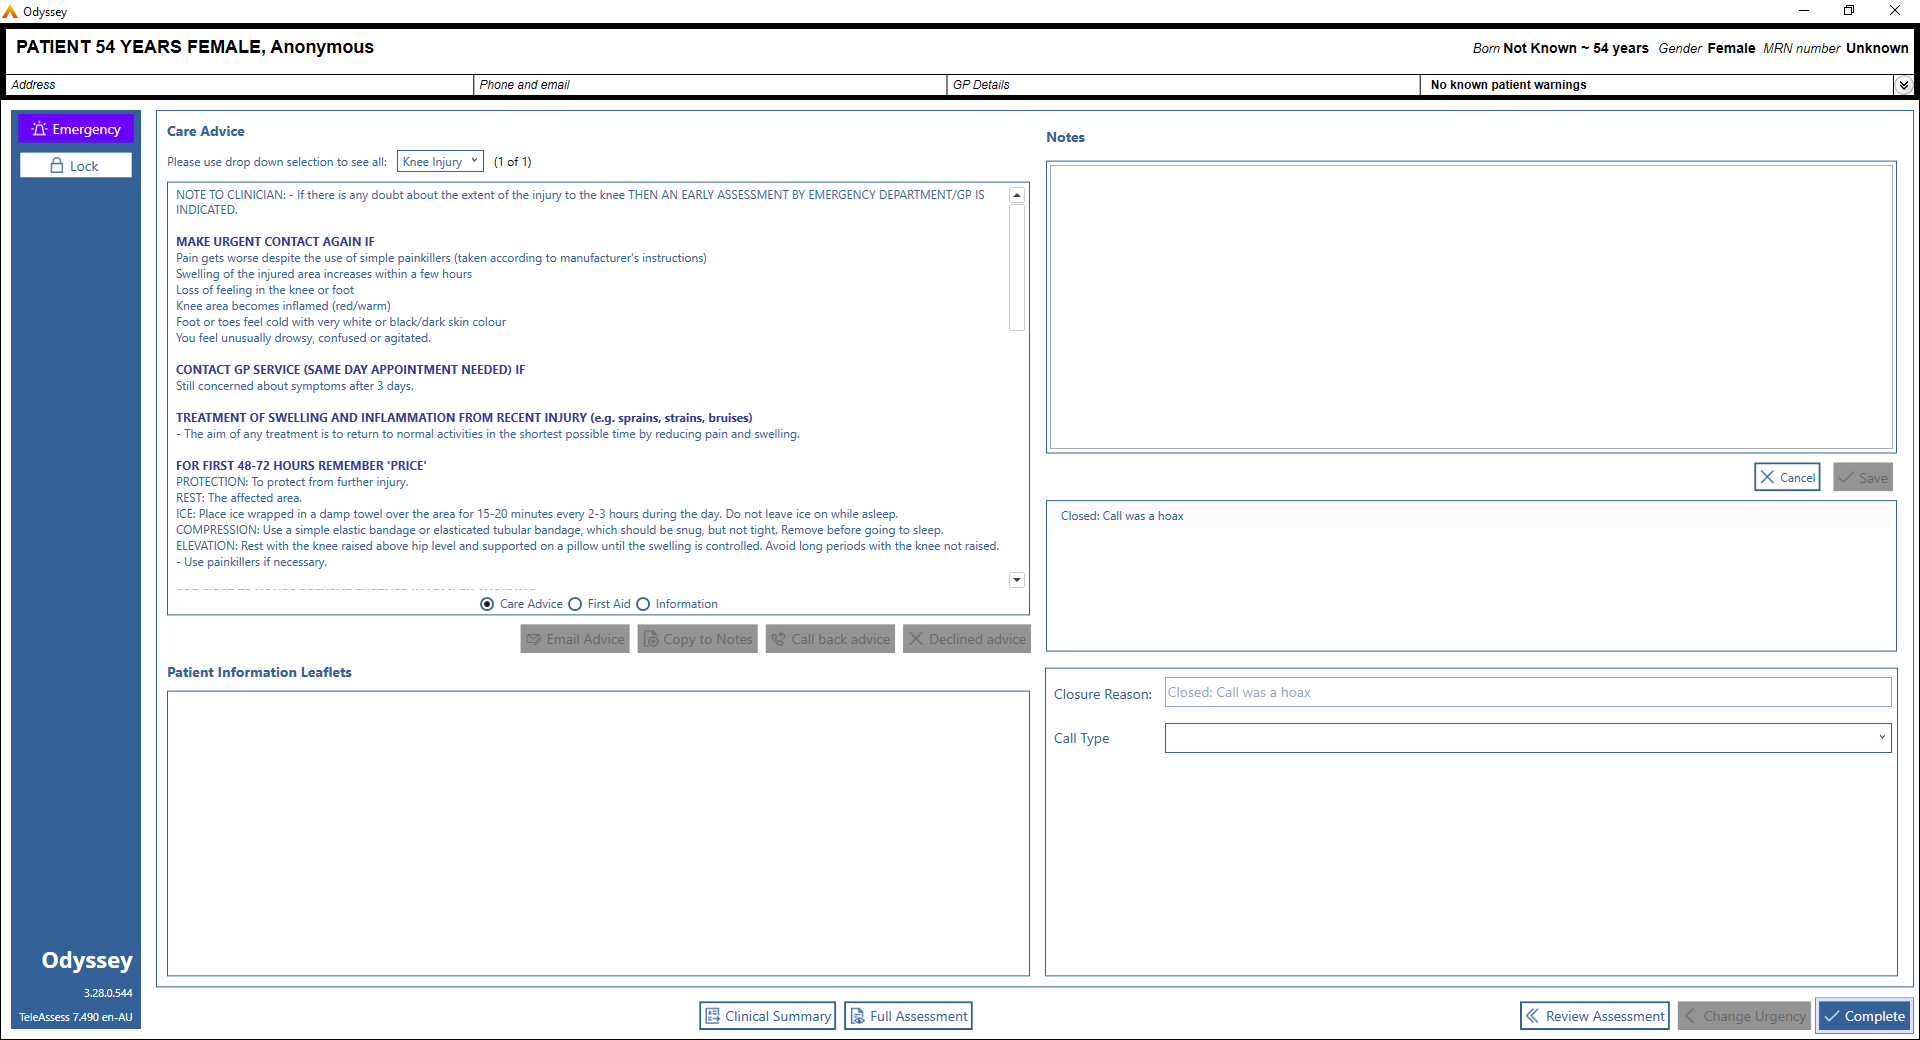 Odyssey
PATIENT 54 YEARS FEMALE, Anonymous
Born Not Known ~ 54 years Gender Female MRN number Unknown
Address
Phone and email
GP Details
No known patient warnings
Emergency
Lock
Care Advice
Please use drop down selection to see all: Knee Injury (1 of 1)
NOTE TO CLINICIAN: - If there is any doubt about the extent of the injury to the knee THEN AN EARLY ASSESSMENT BY EMERGENCY DEPARTMENT/GP IS
INDICATED.
MAKE URGENT CONTACT AGAIN IF
Pain gets worse despite the use of simple painkillers (taken according to manufacturer's instructions)
Swelling of the injured area increases within a few hours
Loss of feeling in the knee or foot
Knee area becomes inflamed (red/warm)
Foot or toes feel cold with very white or black/dark skin colour
You feel unusually drowsy, confused or agitated.
CONTACT GP SERVICE (SAME DAY APPOINTMENT NEEDED) IF
Still concerned about symptoms after 3 days.
TREATMENT OF SWELLING AND INFLAMMATION FROM RECENT INJURY (e.g. sprains, strains, bruises)
- The aim of any treatment is to return to normal activities in the shortest possible time by reducing pain and swelling.
FOR FIRST 48-72 HOURS REMEMBER 'PRICE'
PROTECTION: To protect from further injury.
REST: The affected area.
ICE: Place ice wrapped in a damp towel over the area for 15-20 minutes every 2-3 hours during the day. Do not leave ice on while asleep.
COMPRESSION: Use a simple elastic bandage or elasticated tubular bandage, which should be snug, but not tight. Remove before going to sleep.
ELEVATION: Rest with the knee raised above hip level and supported on a pillow until the swelling is controlled. Avoid long periods with the knee not raised.
- Use painkillers if necessary.
Care Advice First Aid Information
Email Advice Copy to Notes Call back advice Declined advice
Patient Information Leaflets
Notes
Cancel Save
Closed: Call was a hoax
Closure Reason: Closed: Call was a hoax
Call Type
Odyssey
3.28.0.544
TeleAssess 7.490 en-AU
Clinical Summary Full Assessment Review Assessment Change Urgency Complete